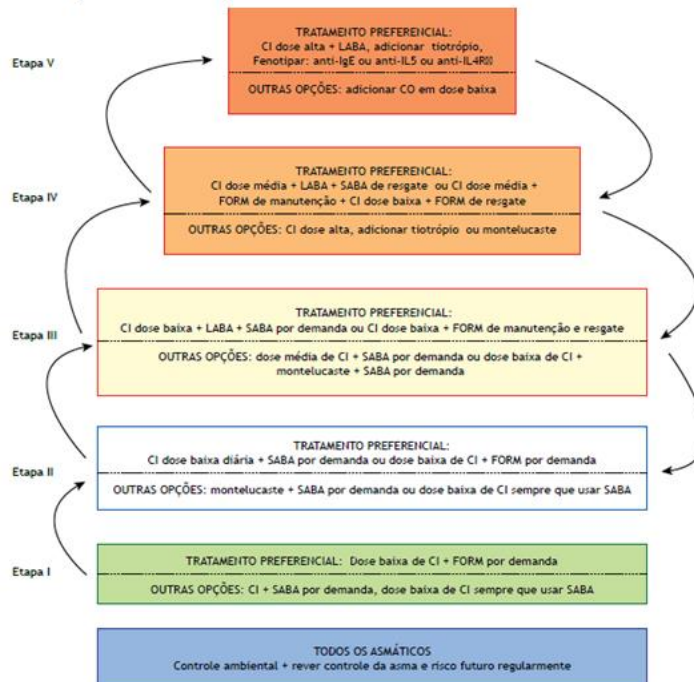 Etapa V
TRATAMENTO PREFERENCIAL:
CI dose alta + LABA, adicionar tiotrópio,
Fenotipar: anti-IgE ou anti-IL5 ou anti-IL4R
OUTRAS OPÇÕES: adicionar CO em dose baixa
Etapa IV
TRATAMENTO PREFERENCIAL:
CI dose média + LABA + SABA de resgate ou CI dose média +
FORM de manutenção + CI dose baixa + FORM de resgate
OUTRAS OPÇÕES: CI dose alta, adicionar tiotrópio ou montelucaste
Etapa III
TRATAMENTO PREFERENCIAL:
CI dose baixa + LABA + SABA por demanda ou CI dose baixa + FORM de manutenção e resgate
OUTRAS OPÇÕES: dose média de CI + SABA por demanda ou dose baixa de CI +
montelucaste + SABA por demanda
Etapa II
TRATAMENTO PREFERENCIAL:
CI dose baixa diária + SABA por demanda ou dose baixa de CI + FORM por demanda
OUTRAS OPÇÕES: montelucaste + SABA por demanda ou dose baixa de CI sempre que usar SABA
Etapa I
TRATAMENTO PREFERENCIAL: Dose baixa de CI + FORM por demanda
OUTRAS OPÇÕES: CI + SABA por demanda, dose baixa de CI sempre que usar SABA
TODOS OS ASMÁTICOS
Controle ambiental + rever controle da asma e risco futuro regularmente